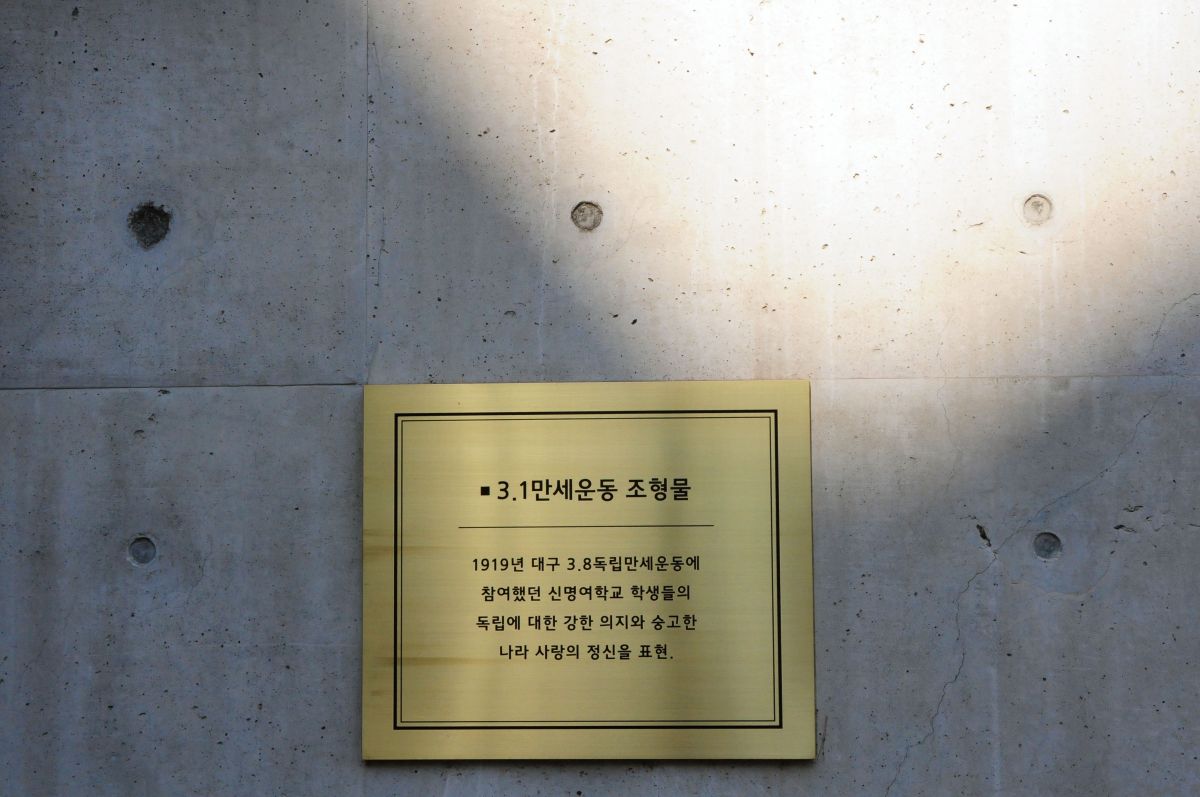 ■ 3.1만세운동 조형물
1919년 대구 3.8독립만세운동에
참여했던 신명여학교 학생들의
독립에 대한 강한 의지와 숭고한
나라 사랑의 정신을 표현.